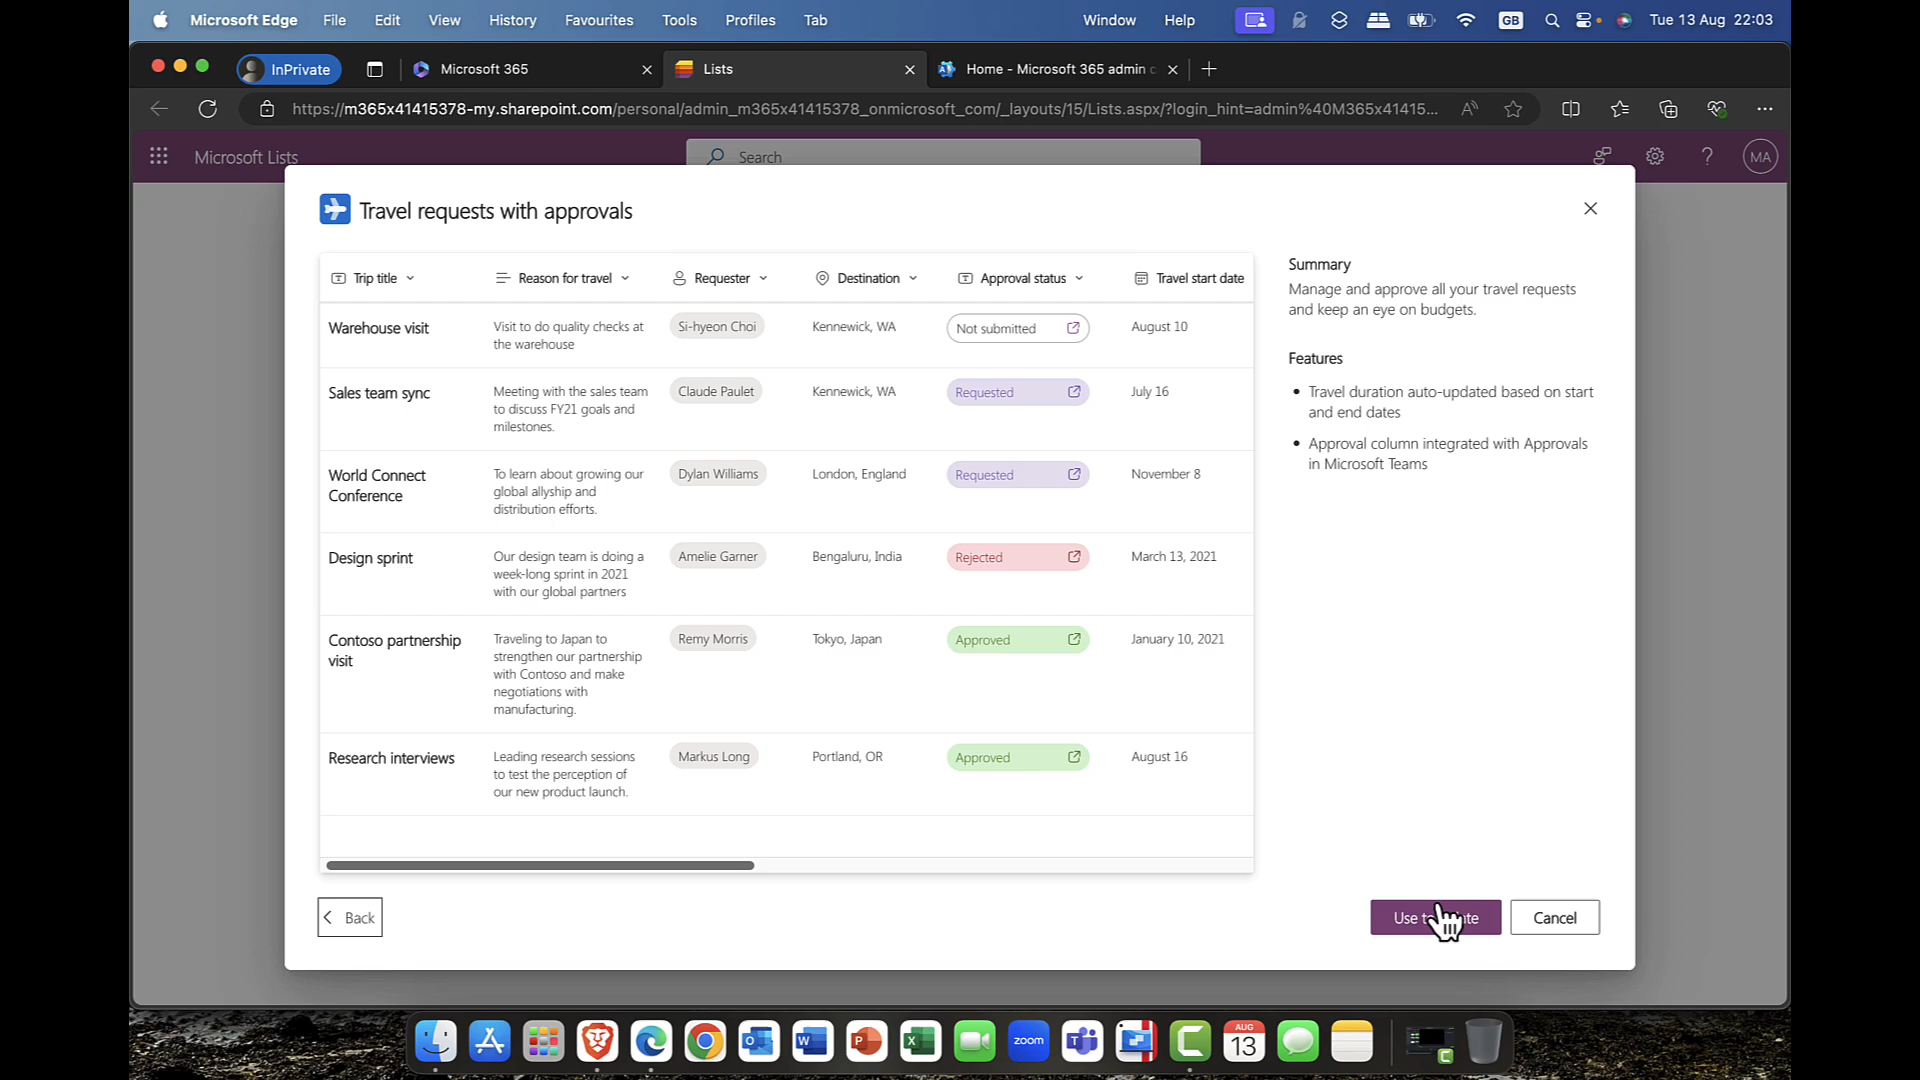 Microsoft Edge File Edit View History Favourites Tools Profiles Tab Window Help GB Tue 13 Aug 22:03
InPrivate Microsoft 365 Lists Home - Microsoft 365 admin c
https://m365x41415378-my.sharepoint.com/personal/admin_m365x41415378_onmicrosoft_com/_layouts/15/Lists.aspx/?login_hint=admin%40M365x41415...
Microsoft Lists Search MA
Travel requests with approvals
Trip title Reason for travel Requester Destination Approval status Travel start date
Warehouse visit
Visit to do quality checks at
the warehouse
Si-hyeon Choi
Kennewick, WA
Not submitted
August 10
Sales team sync
Meeting with the sales team
to discuss FY21 goals and
milestones.
Claude Paulet
Kennewick, WA
Requested
July 16
World Connect
Conference
To learn about growing our
global allyship and
distribution efforts.
Dylan Williams
London, England
Requested
November 8
Design sprint
Our design team is doing a
week-long sprint in 2021
with our global partners
Amelie Garner
Bengaluru, India
Rejected
March 13, 2021
Contoso partnership
visit
Traveling to Japan to
strengthen our partnership
with Contoso and make
negotiations with
manufacturing.
Remy Morris
Tokyo, Japan
Approved
January 10, 2021
Research interviews
Leading research sessions
to test the perception of
our new product launch.
Markus Long
Portland, OR
Approved
August 16
Summary
Manage and approve all your travel requests
and keep an eye on budgets.
Features
Travel duration auto-updated based on start
and end dates
Approval column integrated with Approvals
in Microsoft Teams
Back
Use
Cancel
zoom
AUG
13